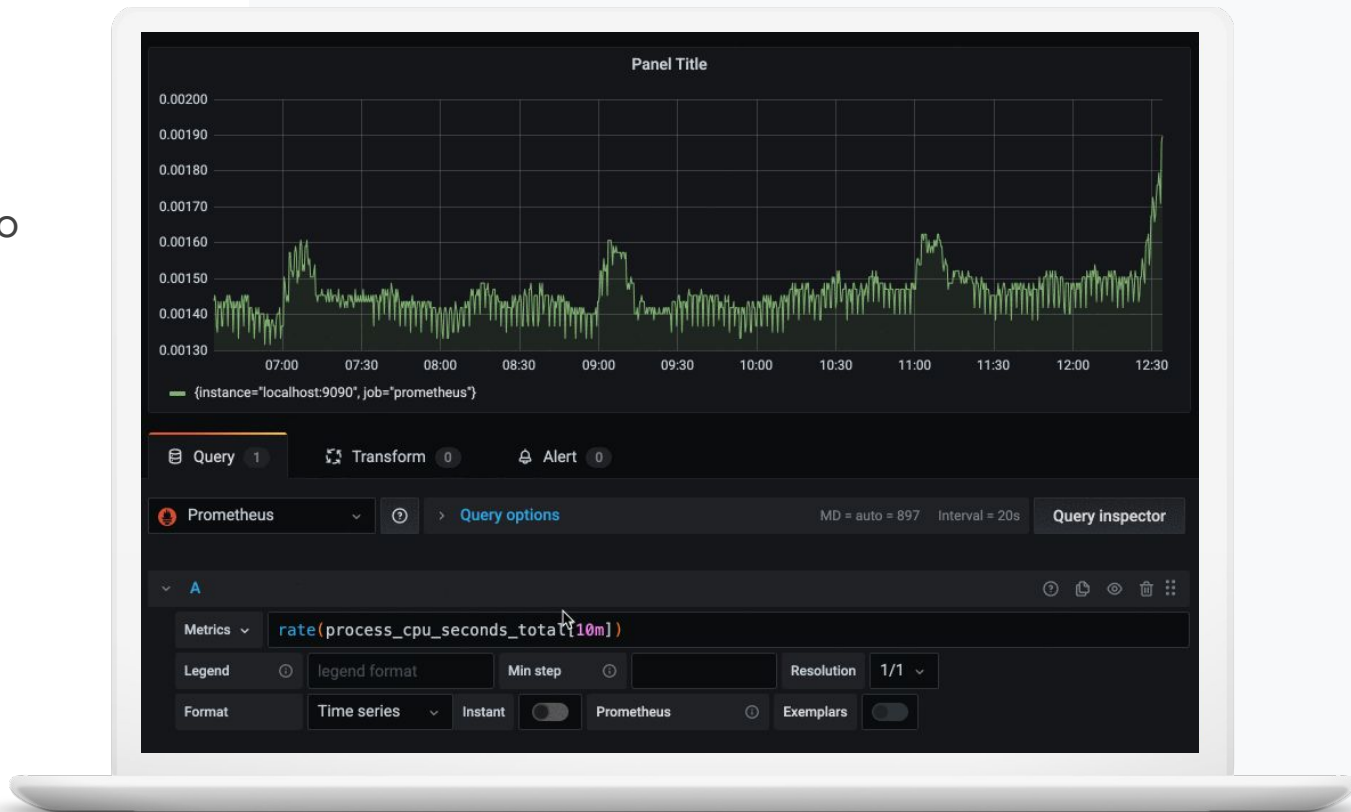 o
Panel Title
0.00200
0.00190
0.00180
0.00170
0.00160
0.00150
0.00140
0.00130
07:00 07:30 08:00 08:30 09:00 09:30 10:00 10:30 11:00 11:30 12:00 12:30
{instance="localhost:9090", job="prometheus"}
Query 1 Transform 0 Alert 0
Prometheus ? > Query options MD = auto = 897 Interval = 20s Query inspector
A
Metrics rate(process_cpu_seconds_total[10m])
Legend legend format Min step Resolution 1/1
Format Time series Instant Prometheus Exemplars